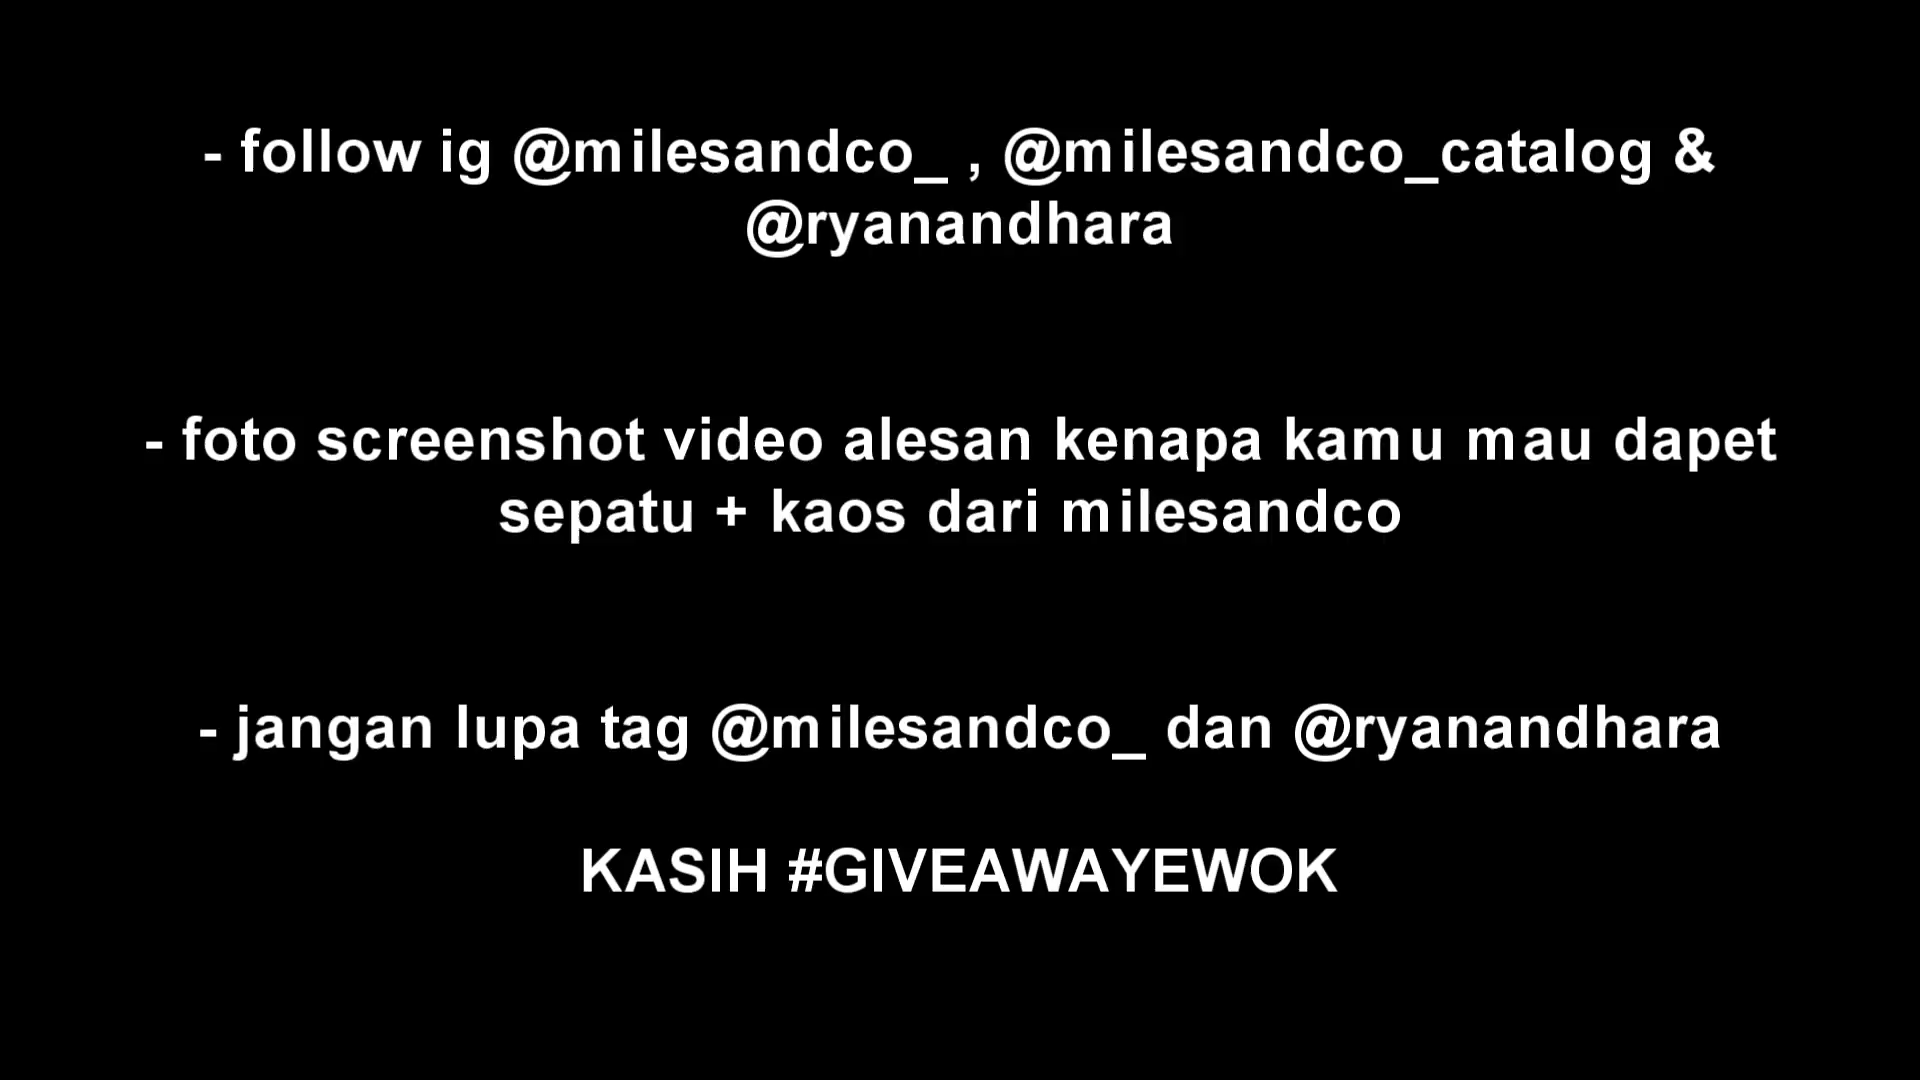 - follow ig @milesandco_ , @milesandco_catalog &
@ryanandhara
- foto screenshot video alesan kenapa kamu mau dapet
sepatu + kaos dari milesandco
- jangan lupa tag @milesandco_ dan @ryanandhara
KASIH #GIVEAWAYEWOK